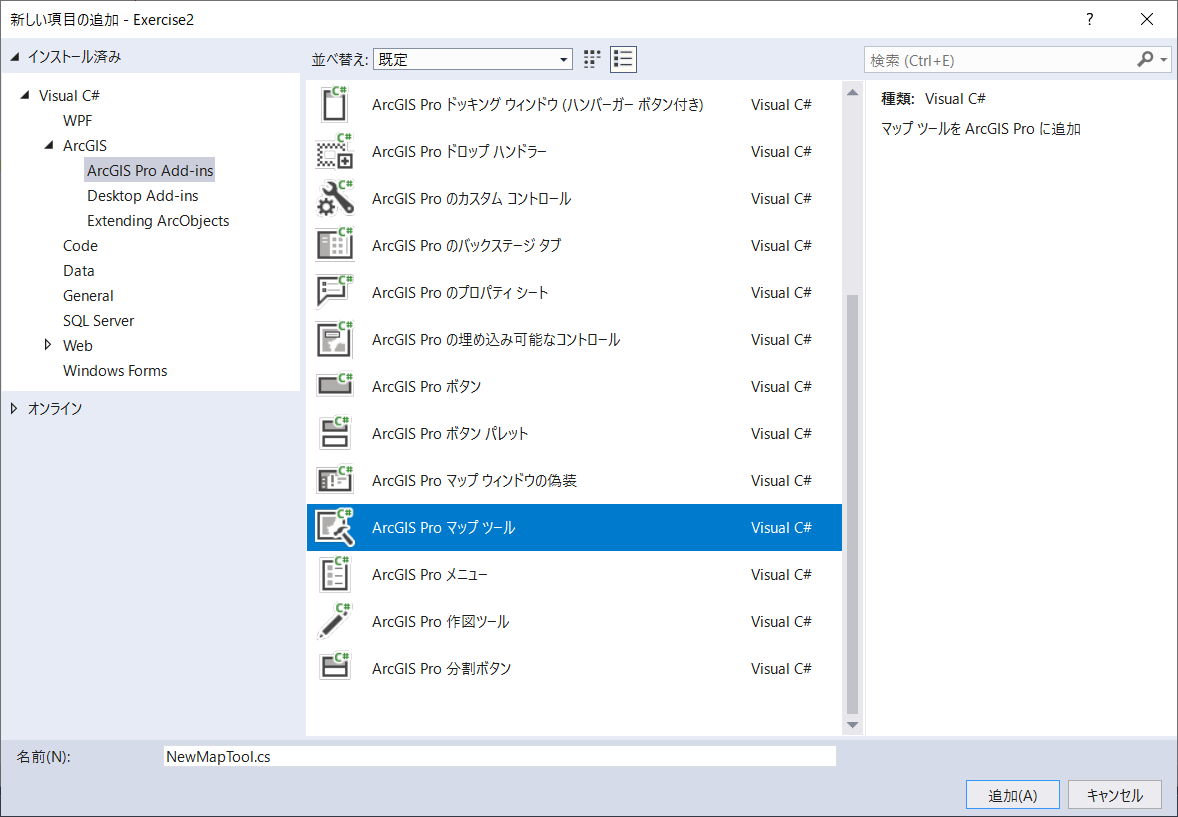 新しい項目の追加 - Exercise2
?
インストール済み
並べ替え: 既定
検索 (Ctrl+E)
Visual C#
WPF
ArcGIS
ArcGIS Pro Add-ins
Desktop Add-ins
Extending ArcObjects
Code
Data
General
SQL Server
Web
Windows Forms
オンライン
ArcGIS Pro ドッキング ウィンドウ (ハンバーガー ボタン付き) Visual C#
ArcGIS Pro ドロップ ハンドラー Visual C#
ArcGIS Pro のカスタム コントロール Visual C#
ArcGIS Pro のバックステージ タブ Visual C#
ArcGIS Pro のプロパティ シート Visual C#
ArcGIS Pro の埋め込み可能なコントロール Visual C#
ArcGIS Pro ボタン Visual C#
ArcGIS Pro ボタン パレット Visual C#
ArcGIS Pro マップ ウィンドウの偽装 Visual C#
ArcGIS Pro マップ ツール Visual C#
ArcGIS Pro メニュー Visual C#
ArcGIS Pro 作図ツール Visual C#
ArcGIS Pro 分割ボタン Visual C#
種類: Visual C#
マップ ツールを ArcGIS Pro に追加
名前(N): NewMapTool.cs
追加(A) キャンセル